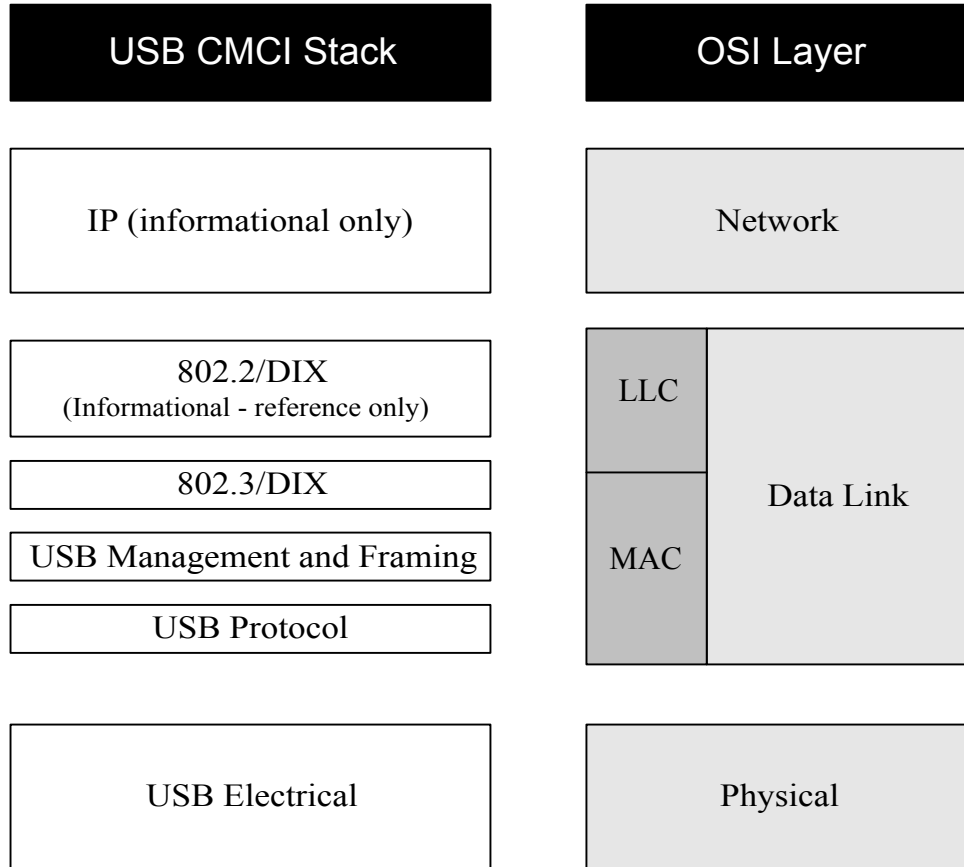 USB CMCI Stack
OSI Layer
IP (informational only)
Network
802.2/DIX
(Informational - reference only)
LLC
802.3/DIX
Data Link
USB Management and Framing
MAC
USB Protocol
USB Electrical
Physical